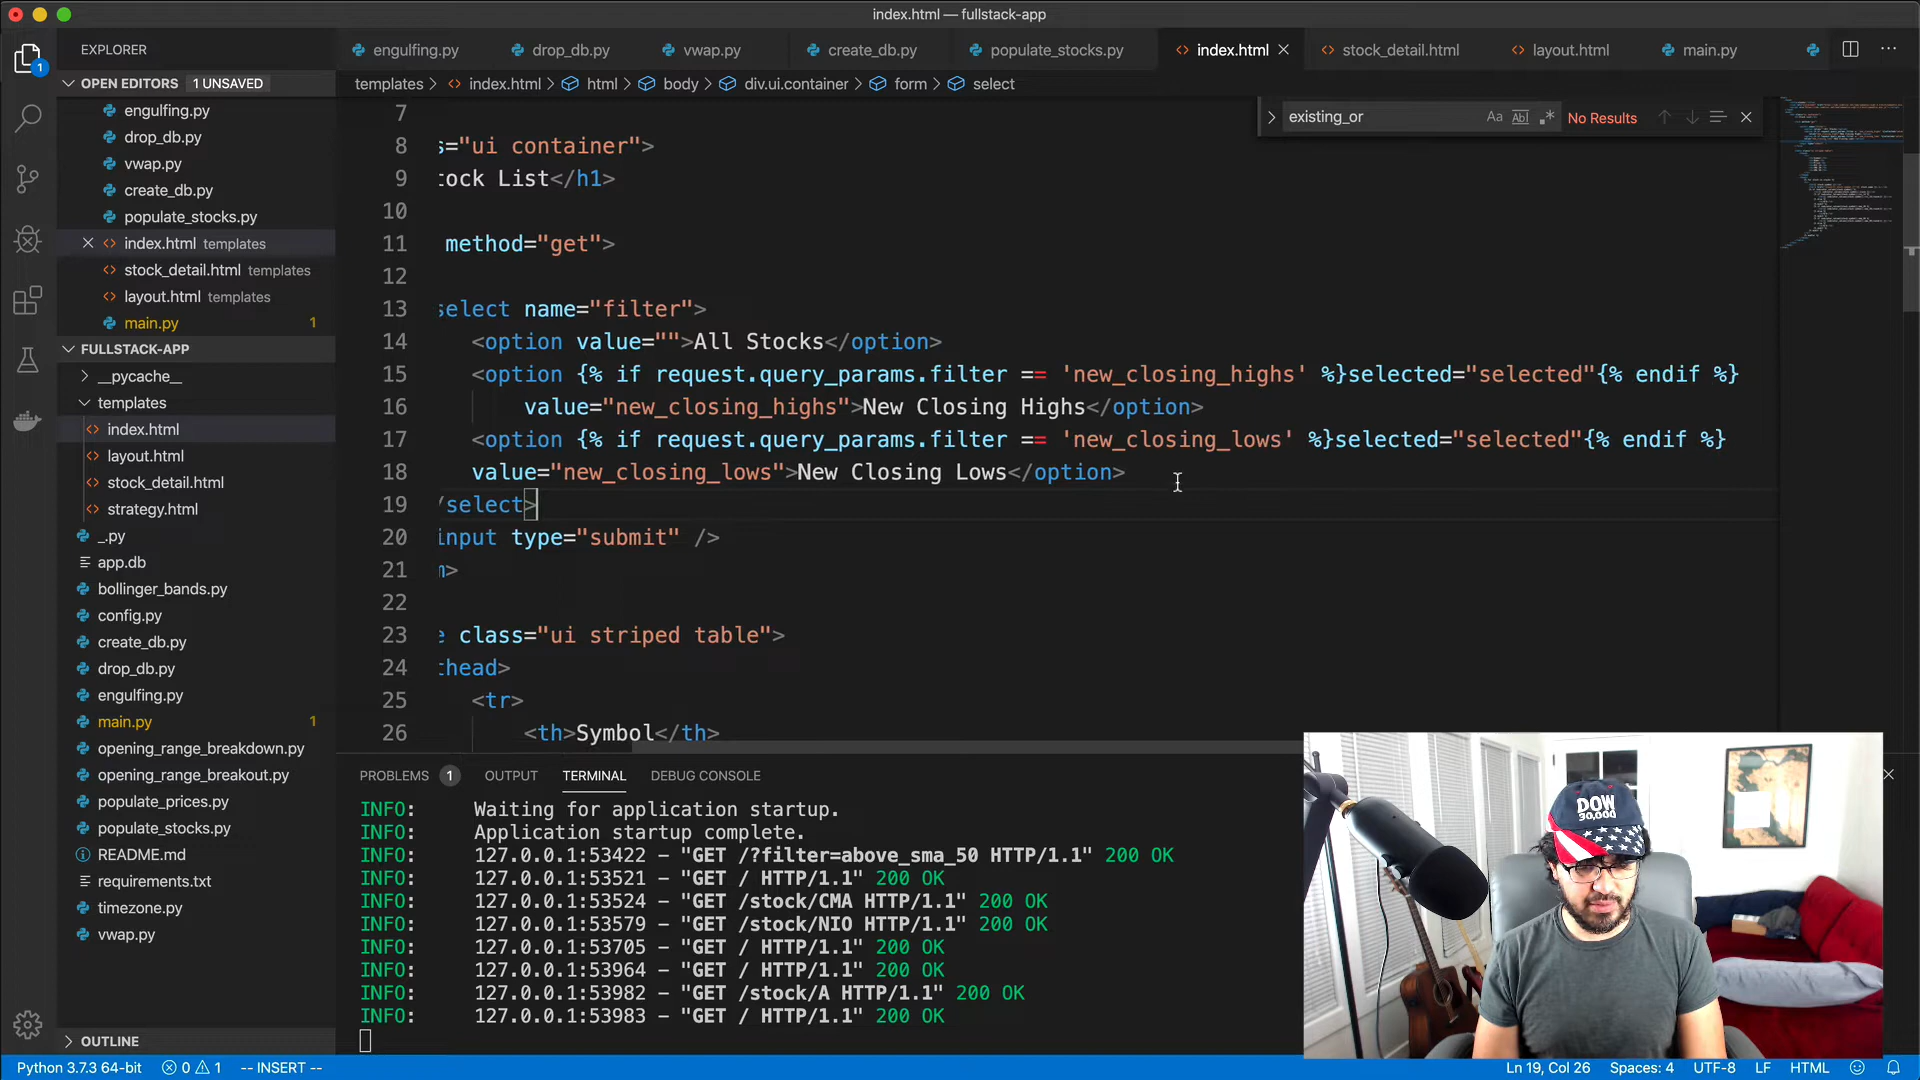 index.html — fullstack-app
EXPLORER
engulfing.py
drop_db.py
vwap.py
create_db.py
populate_stocks.py
index.html
stock_detail.html
layout.html
main.py
1
OPEN EDITORS 1 UNSAVED
templates > index.html > html > body > div.ui.container > form > select
engulfing.py
drop_db.py
vwap.py
create_db.py
populate_stocks.py
index.html templates
stock_detail.html templates
layout.html templates
main.py 1
FULLSTACK-APP
__pycache__
templates
index.html
layout.html
stock_detail.html
strategy.html
_.py
app.db
bollinger_bands.py
config.py
create_db.py
drop_db.py
engulfing.py
main.py 1
opening_range_breakdown.py
opening_range_breakout.py
populate_prices.py
populate_stocks.py
README.md
requirements.txt
timezone.py
vwap.py
OUTLINE
existing_or Aa Abl .* No Results
7
8 s="ui container">
9 tock List</h1>
10
11 method="get">
12
13 select name="filter">
14 <option value="">All Stocks</option>
15 <option {% if request.query_params.filter == 'new_closing_highs' %}selected="selected"{% endif %}
16 value="new_closing_highs">New Closing Highs</option>
17 <option {% if request.query_params.filter == 'new_closing_lows' %}selected="selected"{% endif %}
18 value="new_closing_lows">New Closing Lows</option>
19 /select>
20 input type="submit" />
21 m>
22
23 e class="ui striped table">
24 thead>
25 <tr>
26 <th>Symbol</th>
PROBLEMS 1 OUTPUT TERMINAL DEBUG CONSOLE
INFO: Waiting for application startup.
INFO: Application startup complete.
INFO: 127.0.0.1:53422 – "GET /?filter=above_sma_50 HTTP/1.1" 200 OK
INFO: 127.0.0.1:53521 – "GET / HTTP/1.1" 200 OK
INFO: 127.0.0.1:53524 – "GET /stock/CMA HTTP/1.1" 200 OK
INFO: 127.0.0.1:53579 – "GET /stock/NIO HTTP/1.1" 200 OK
INFO: 127.0.0.1:53705 – "GET / HTTP/1.1" 200 OK
INFO: 127.0.0.1:53964 – "GET / HTTP/1.1" 200 OK
INFO: 127.0.0.1:53982 – "GET /stock/A HTTP/1.1" 200 OK
INFO: 127.0.0.1:53983 – "GET / HTTP/1.1" 200 OK
DOW
30,000
Python 3.7.3 64-bit 0 1 -- INSERT -- Ln 19, Col 26 Spaces: 4 UTF-8 LF HTML